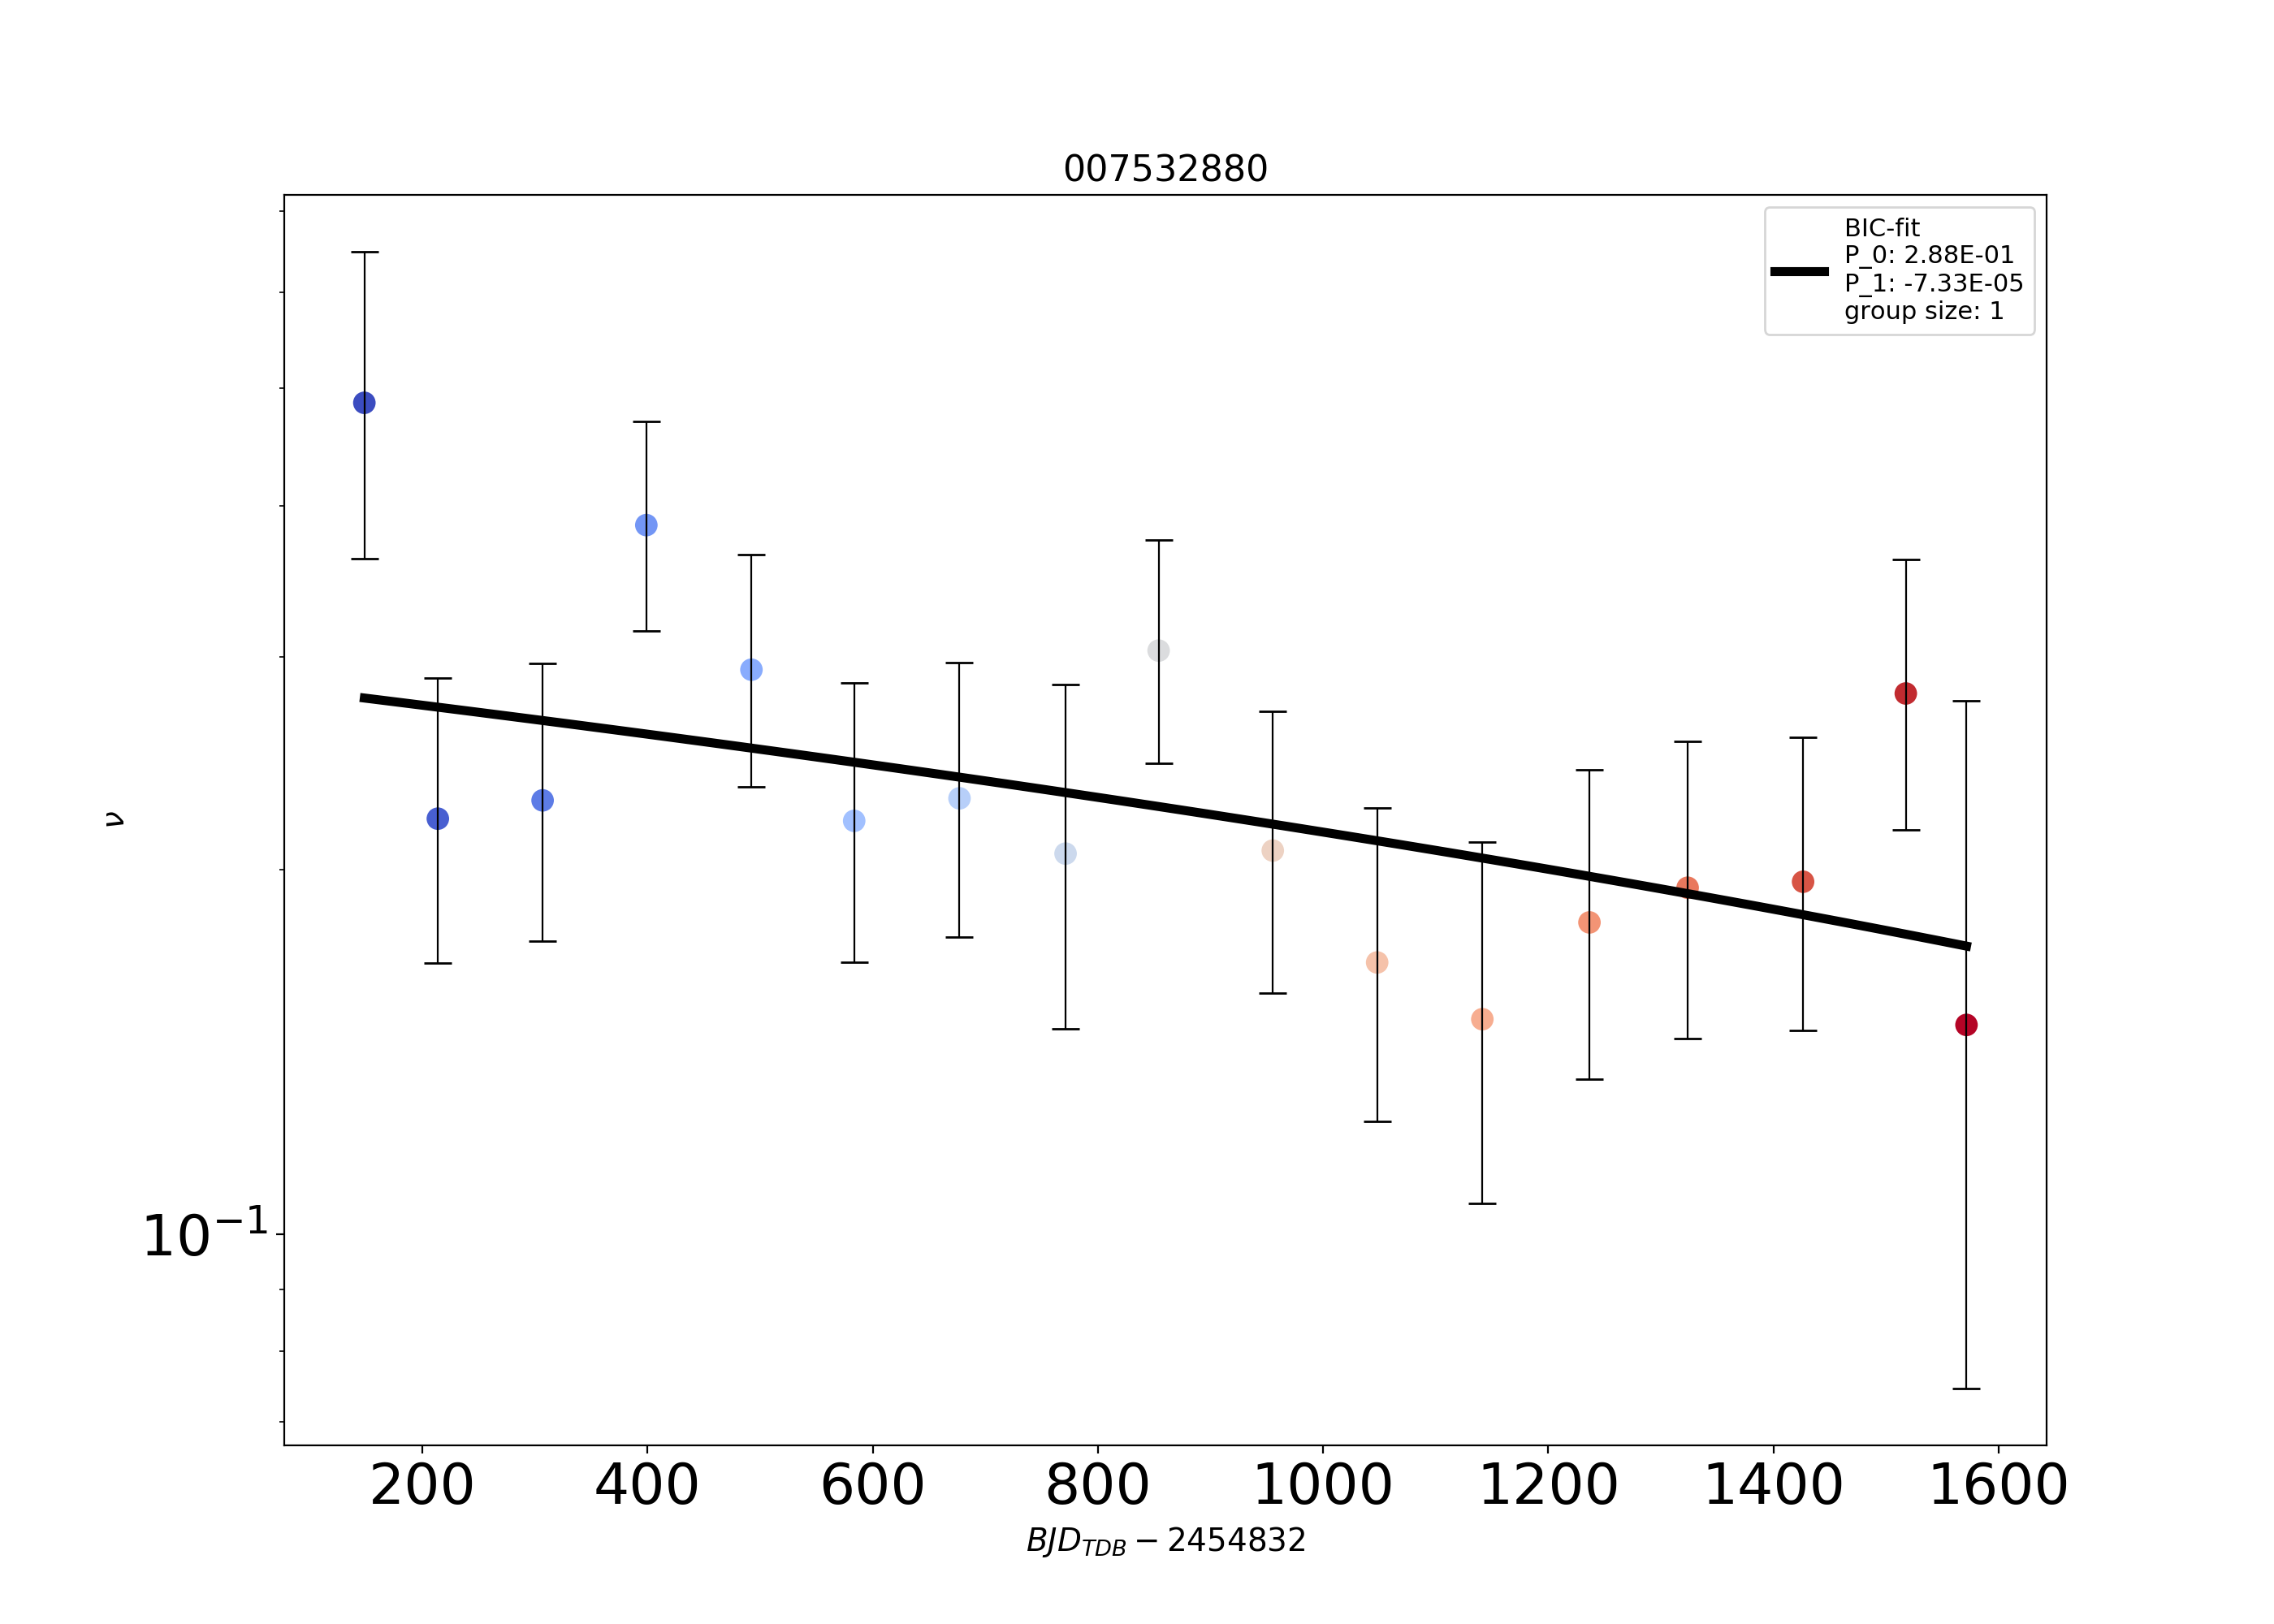 007532880
BIC-fit
P_0: 2.88E-01
P_1: -7.33E-05
group size: 1
ν
10⁻¹
200 400 600 800 1000 1200 1400 1600
BJD_TDB − 2454832